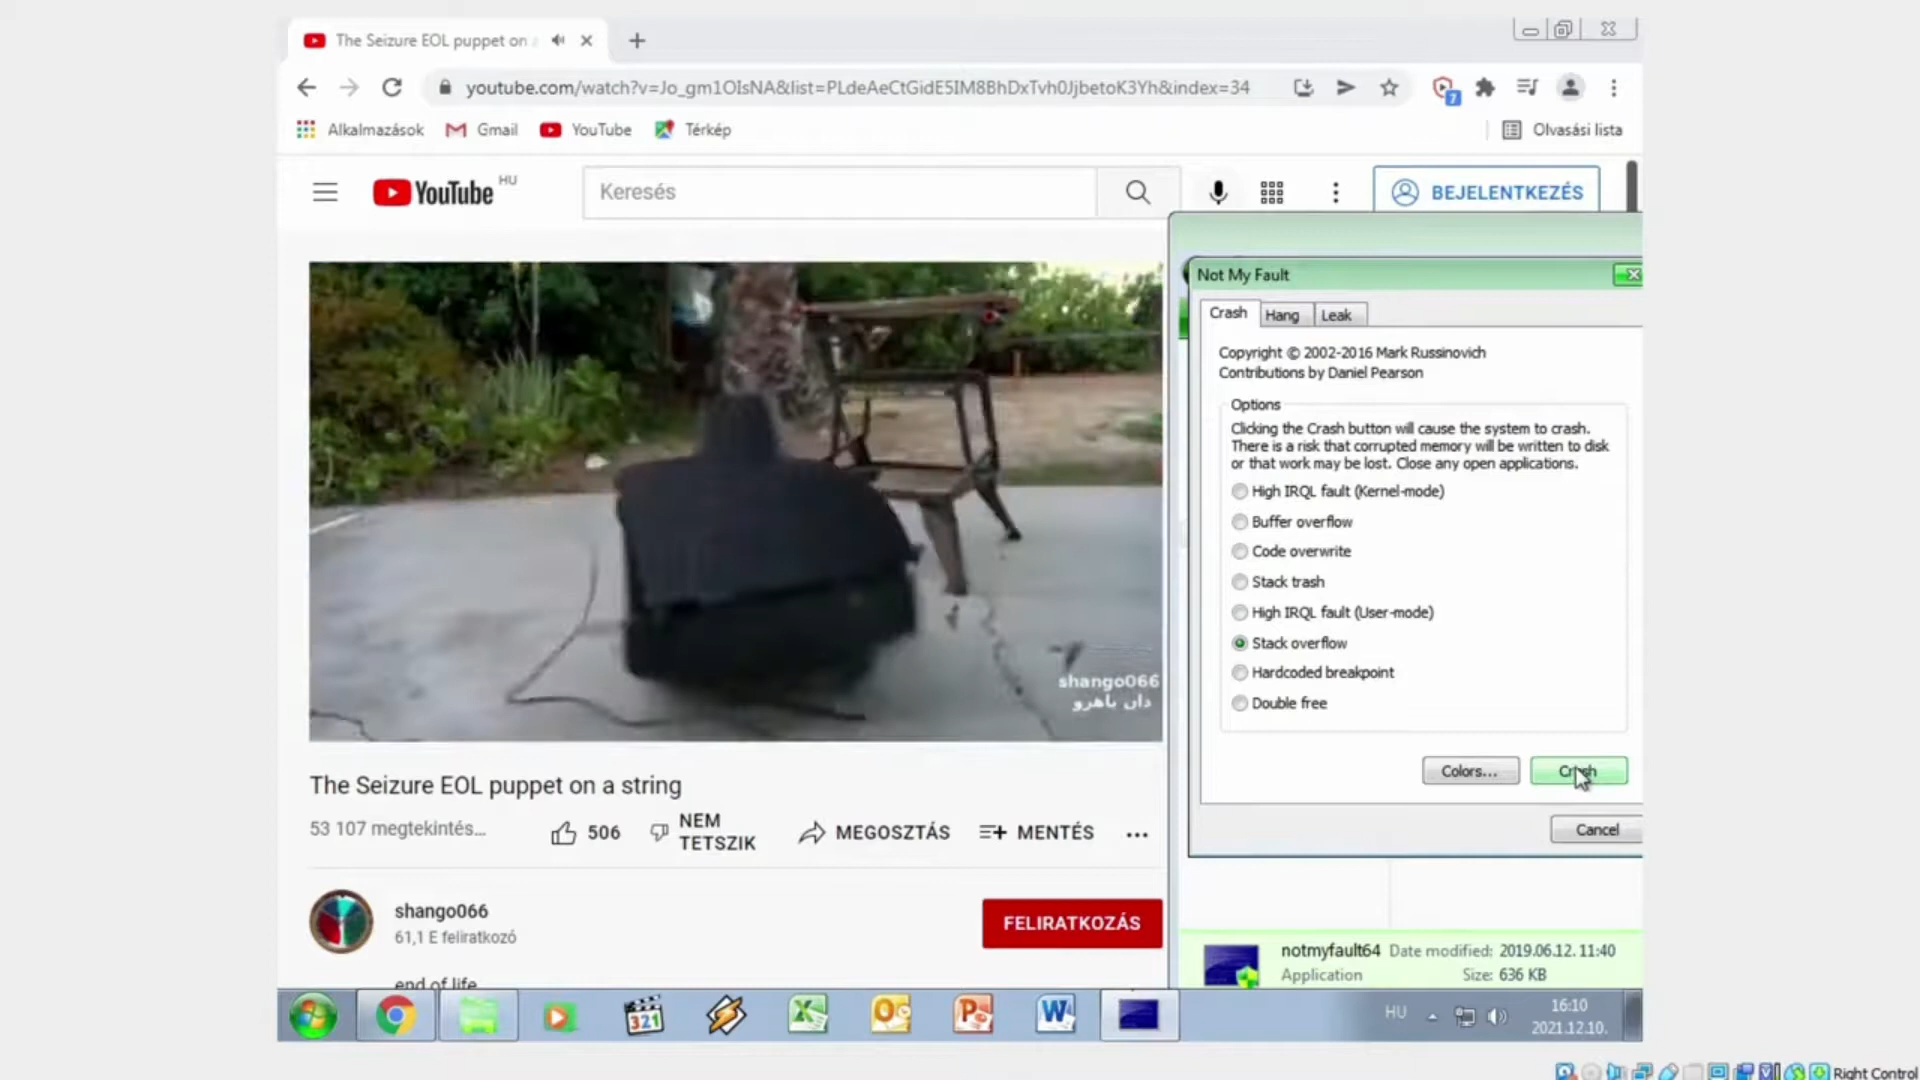 The Seizure EOL puppet on a
youtube.com/watch?v=Jo_gm1OIsNA&list=PLdeAeCtGidE5IM8BhDxTvh0JjbetoK3Yh&index=34
7
Alkalmazások
Gmail
YouTube
Térkép
Olvasási lista
YouTube HU
Keresés
BEJELENTKEZÉS
shango066
دان باهرو
The Seizure EOL puppet on a string
53 107 megtekintés...
506
NEM
TETSZIK
MEGOSZTÁS
MENTÉS
shango066
61,1 E feliratkozó
FELIRATKOZÁS
end of life
Not My Fault
Crash
Hang
Leak
Copyright © 2002-2016 Mark Russinovich
Contributions by Daniel Pearson
Options
Clicking the Crash button will cause the system to crash.
There is a risk that corrupted memory will be written to disk
or that work may be lost. Close any open applications.
High IRQL fault (Kernel-mode)
Buffer overflow
Code overwrite
Stack trash
High IRQL fault (User-mode)
Stack overflow
Hardcoded breakpoint
Double free
Colors...
Crash
Cancel
notmyfault64 Date modified: 2019.06.12. 11:40
Application Size: 636 KB
321
HU
16:10
2021.12.10.
Right Control